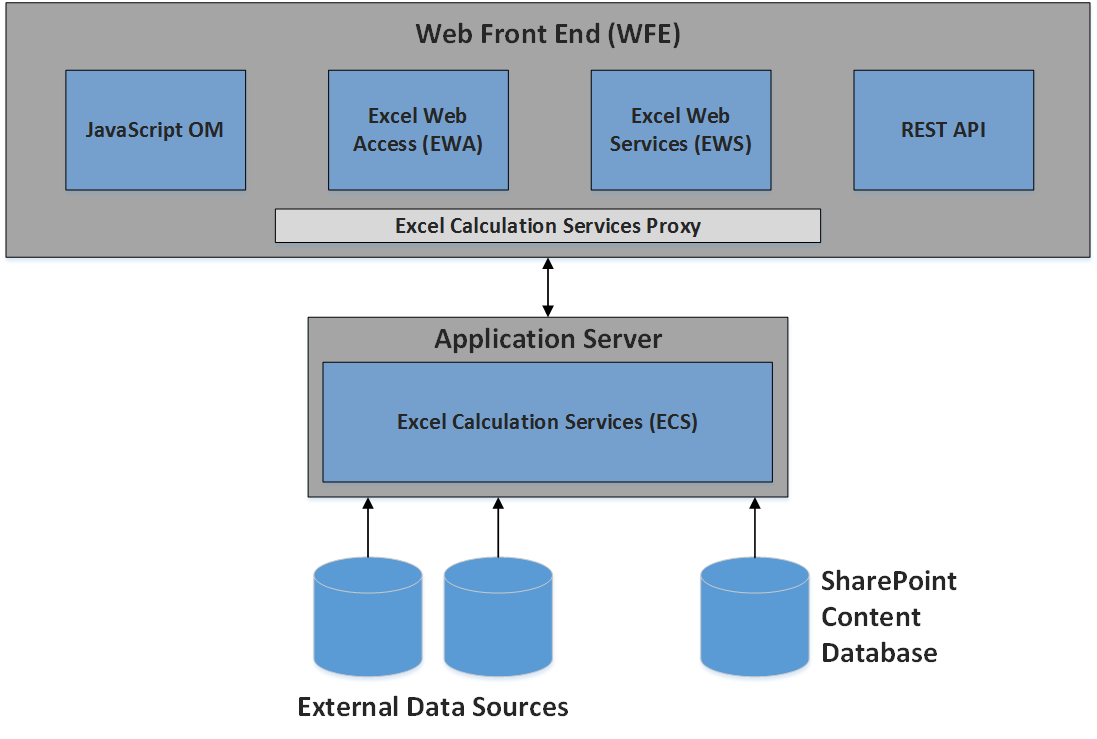 Web Front End (WFE)
JavaScript OM
Excel Web
Access (EWA)
Excel Web
Services (EWS)
REST API
Excel Calculation Services Proxy
Application Server
Excel Calculation Services (ECS)
SharePoint
Content
Database
External Data Sources